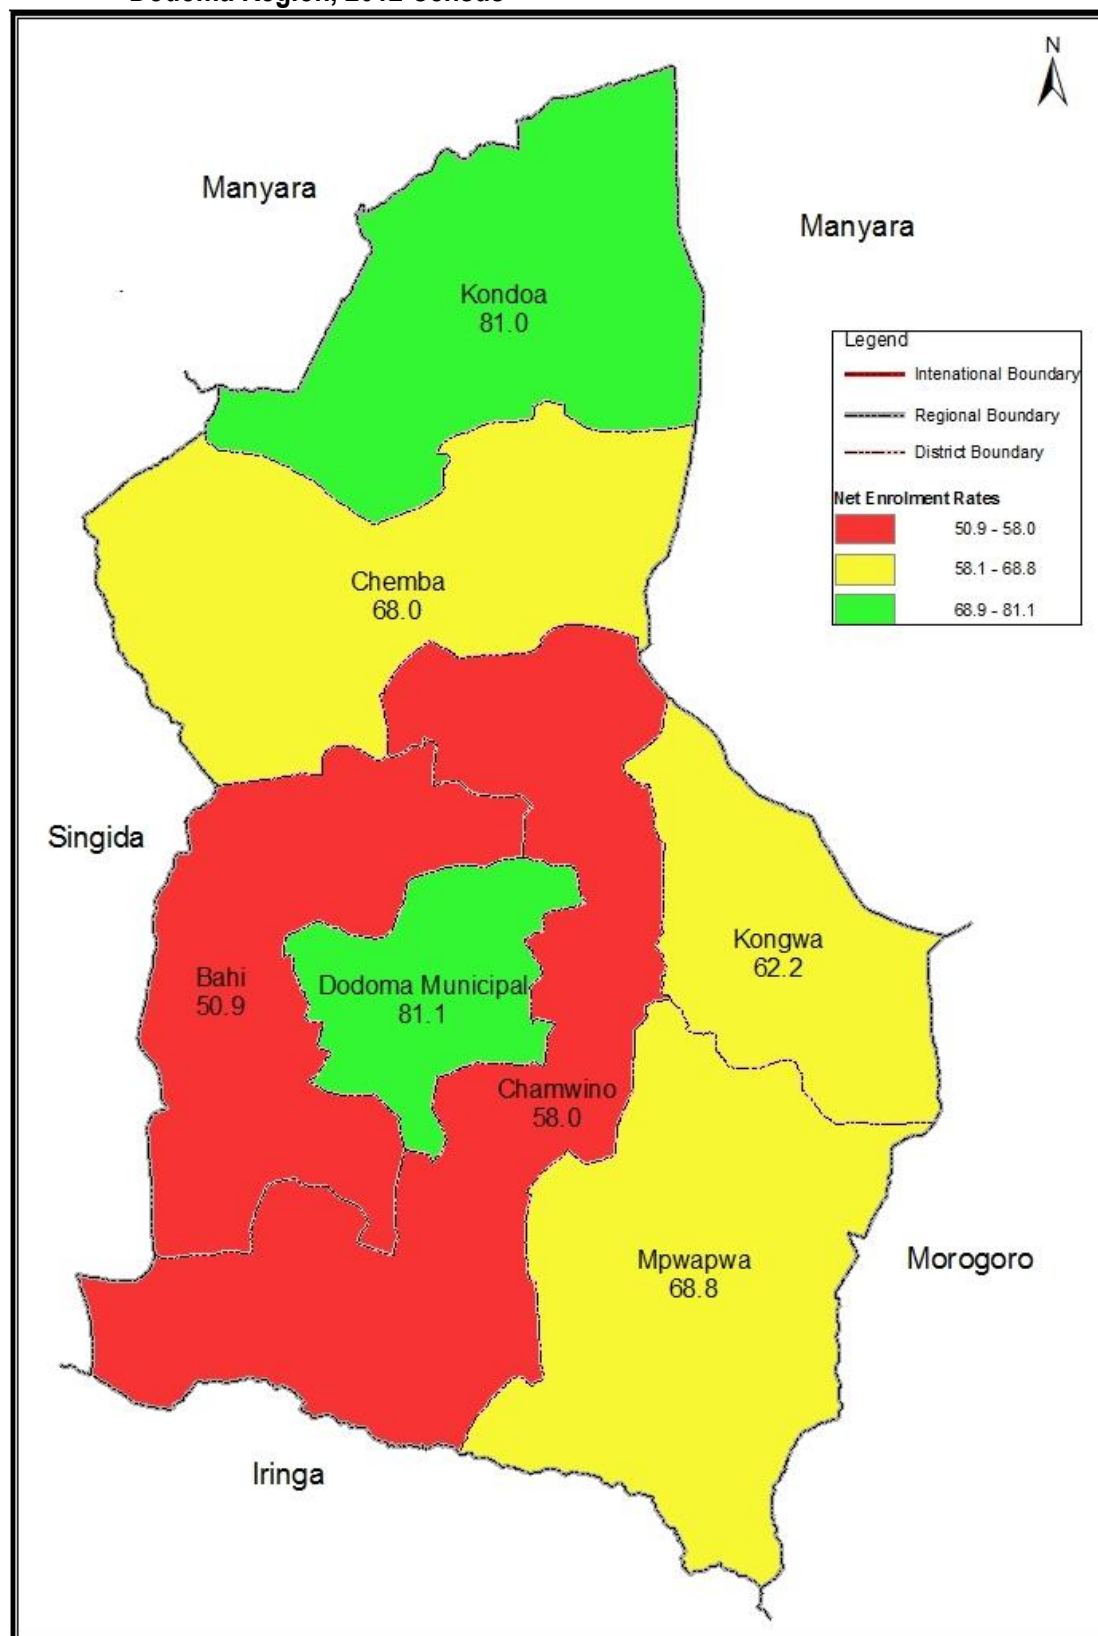 Dodoma Region, 2012 Census
N
Manyara
Manyara
Kondoa
81.0
Legend
Intenational Boundary
Regional Boundary
District Boundary
Net Enrolment Rates
50.9 - 58.0
58.1 - 68.8
68.9 - 81.1
Chemba
68.0
Singida
Kongwa
62.2
Bahi
50.9
Dodoma Municipal
81.1
Chamwino
58.0
Mpwapwa
68.8
Morogoro
Iringa